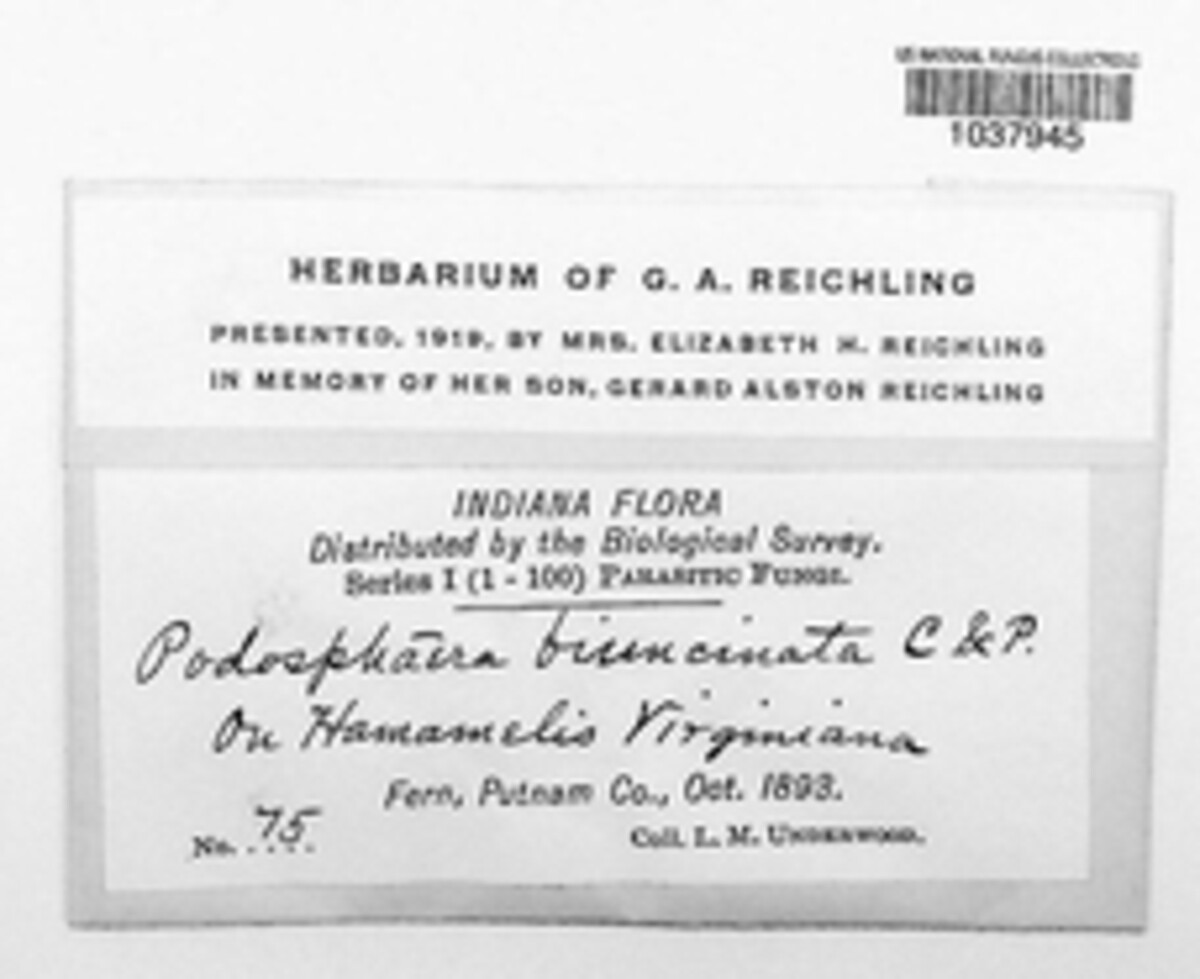 US NATIONAL FUNGUS COLLECTIONS
1037945
HERBARIUM OF G. A. REICHLING
PRESENTED, 1919, BY MRS. ELIZABETH H. REICHLING
IN MEMORY OF HER SON, GERARD ALSTON REICHLING
INDIANA FLORA
Distributed by the Biological Survey.
Series I (1 - 100) PARASITIC FUNGI.
Podosphaera biuncinata C & P.
On Hamamelis Virginiana
Fern, Putnam Co., Oct. 1893.
No. 75
Coll. L. M. UNDERWOOD.